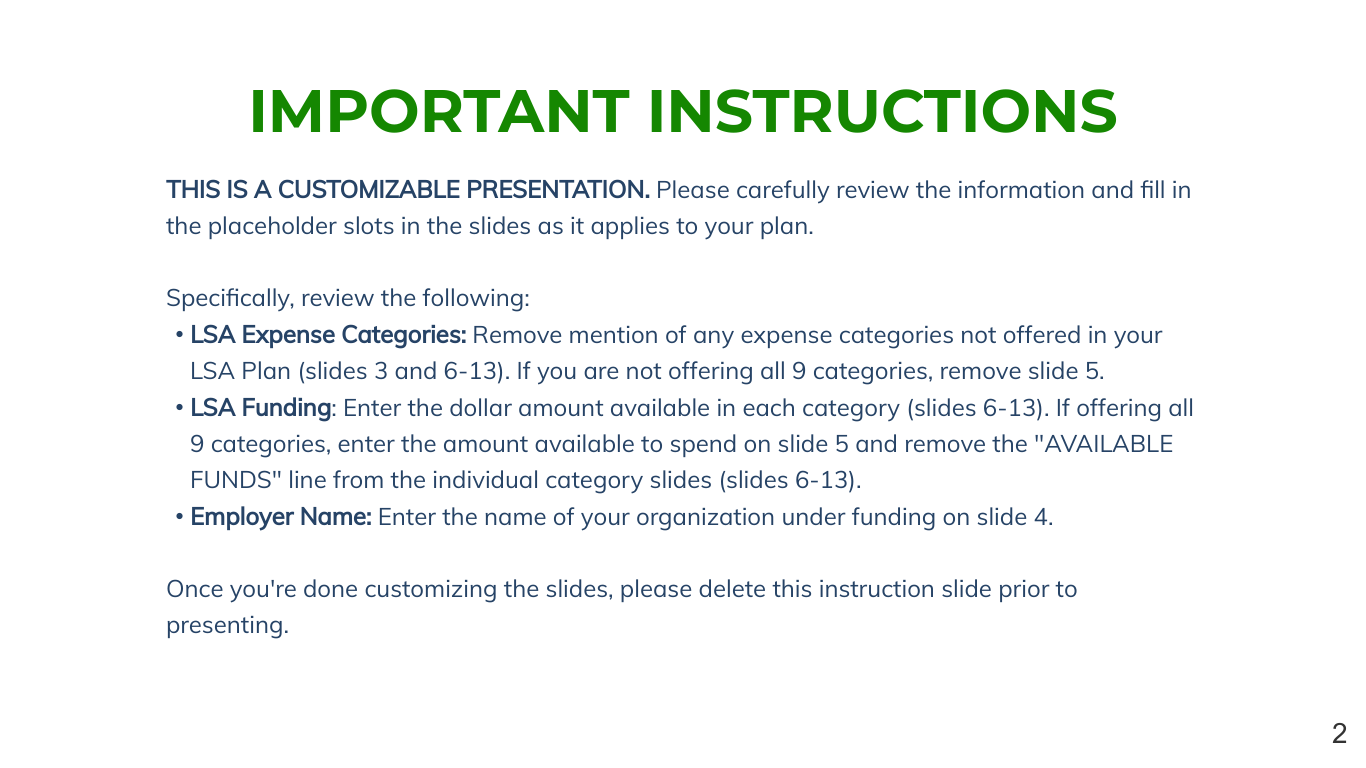 IMPORTANT INSTRUCTIONS
THIS IS A CUSTOMIZABLE PRESENTATION. Please carefully review the information and fill in
the placeholder slots in the slides as it applies to your plan.
Specifically, review the following:
• LSA Expense Categories: Remove mention of any expense categories not offered in your
LSA Plan (slides 3 and 6-13). If you are not offering all 9 categories, remove slide 5.
• LSA Funding: Enter the dollar amount available in each category (slides 6-13). If offering all
9 categories, enter the amount available to spend on slide 5 and remove the "AVAILABLE
FUNDS" line from the individual category slides (slides 6-13).
• Employer Name: Enter the name of your organization under funding on slide 4.
Once you're done customizing the slides, please delete this instruction slide prior to
presenting.
2